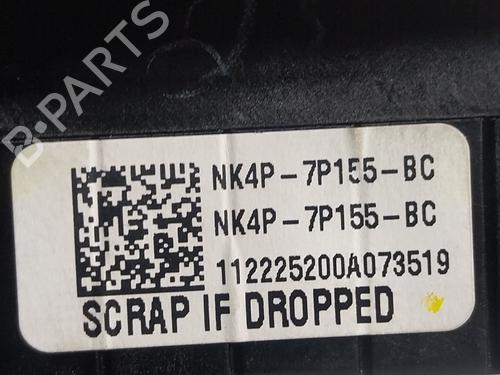 B-PARTS
NK4P-7P155-BC
NK4P-7P155-BC
112225200A073519
SCRAP IF DROPPED